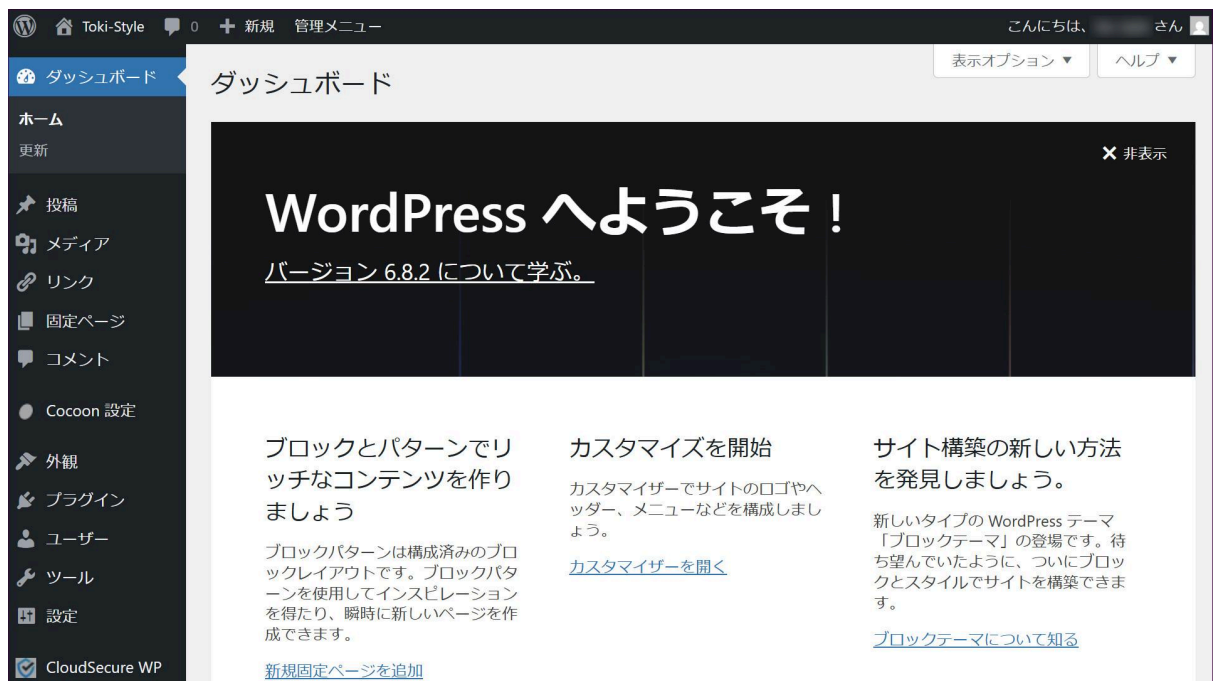 Toki-Style 0 新規 管理メニュー こんにちは、 さん
ダッシュボード
ホーム
更新
投稿
メディア
リンク
固定ページ
コメント
Cocoon 設定
外観
プラグイン
ユーザー
ツール
設定
CloudSecure WP
表示オプション ▼ ヘルプ ▼
ダッシュボード
✕ 非表示
WordPress へようこそ !
バージョン 6.8.2 について学ぶ。
ブロックとパターンでリ
ッチなコンテンツを作り
ましょう
ブロックパターンは構成済みのブロ
ックレイアウトです。ブロックパタ
ーンを使用してインスピレーション
を得たり、瞬時に新しいページを作
成できます。
新規固定ページを追加
カスタマイズを開始
カスタマイザーでサイトのロゴやヘ
ッダー、メニューなどを構成しまし
ょう。
カスタマイザーを開く
サイト構築の新しい方法
を発見しましょう。
新しいタイプの WordPress テーマ
「ブロックテーマ」の登場です。待
ち望んでいたように、ついにブロッ
クとスタイルでサイトを構築できま
す。
ブロックテーマについて知る